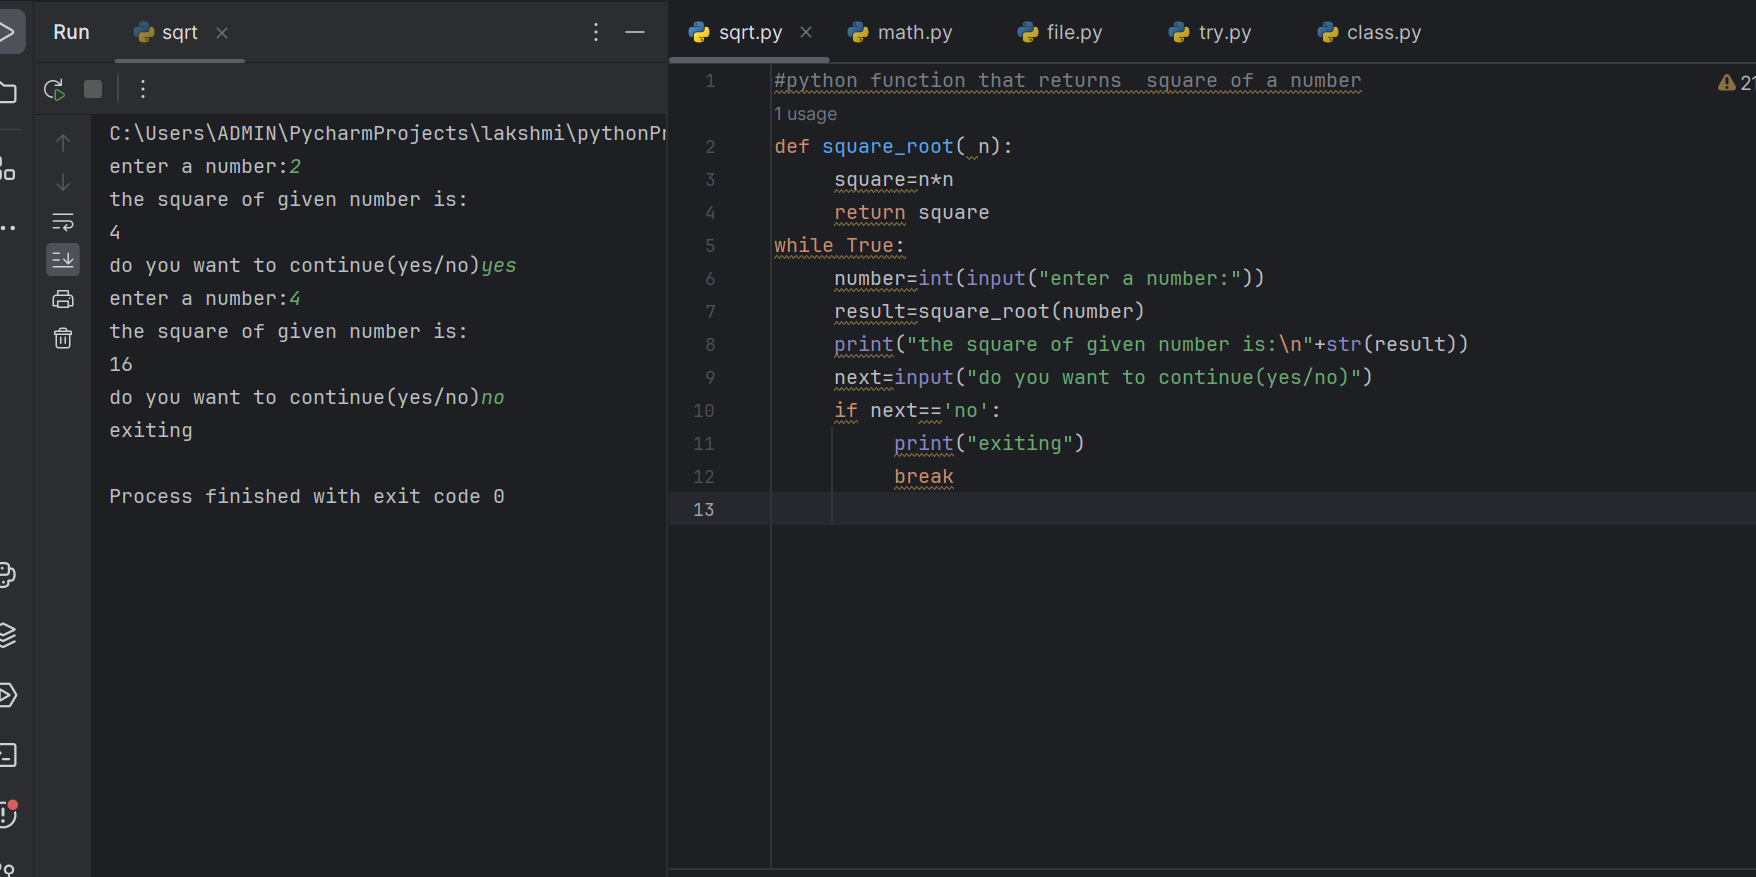 Run
sqrt
C:\Users\ADMIN\PycharmProjects\lakshmi\pythonPr
enter a number:2
the square of given number is:
4
do you want to continue(yes/no)yes
enter a number:4
the square of given number is:
16
do you want to continue(yes/no)no
exiting
Process finished with exit code 0
sqrt.py
math.py
file.py
try.py
class.py
21
1 #python function that returns  square of a number
1 usage
2 def square_root( n):
3 square=n*n
4 return square
5 while True:
6 number=int(input("enter a number:"))
7 result=square_root(number)
8 print("the square of given number is:\n"+str(result))
9 next=input("do you want to continue(yes/no)")
10 if next=='no':
11 print("exiting")
12 break
13